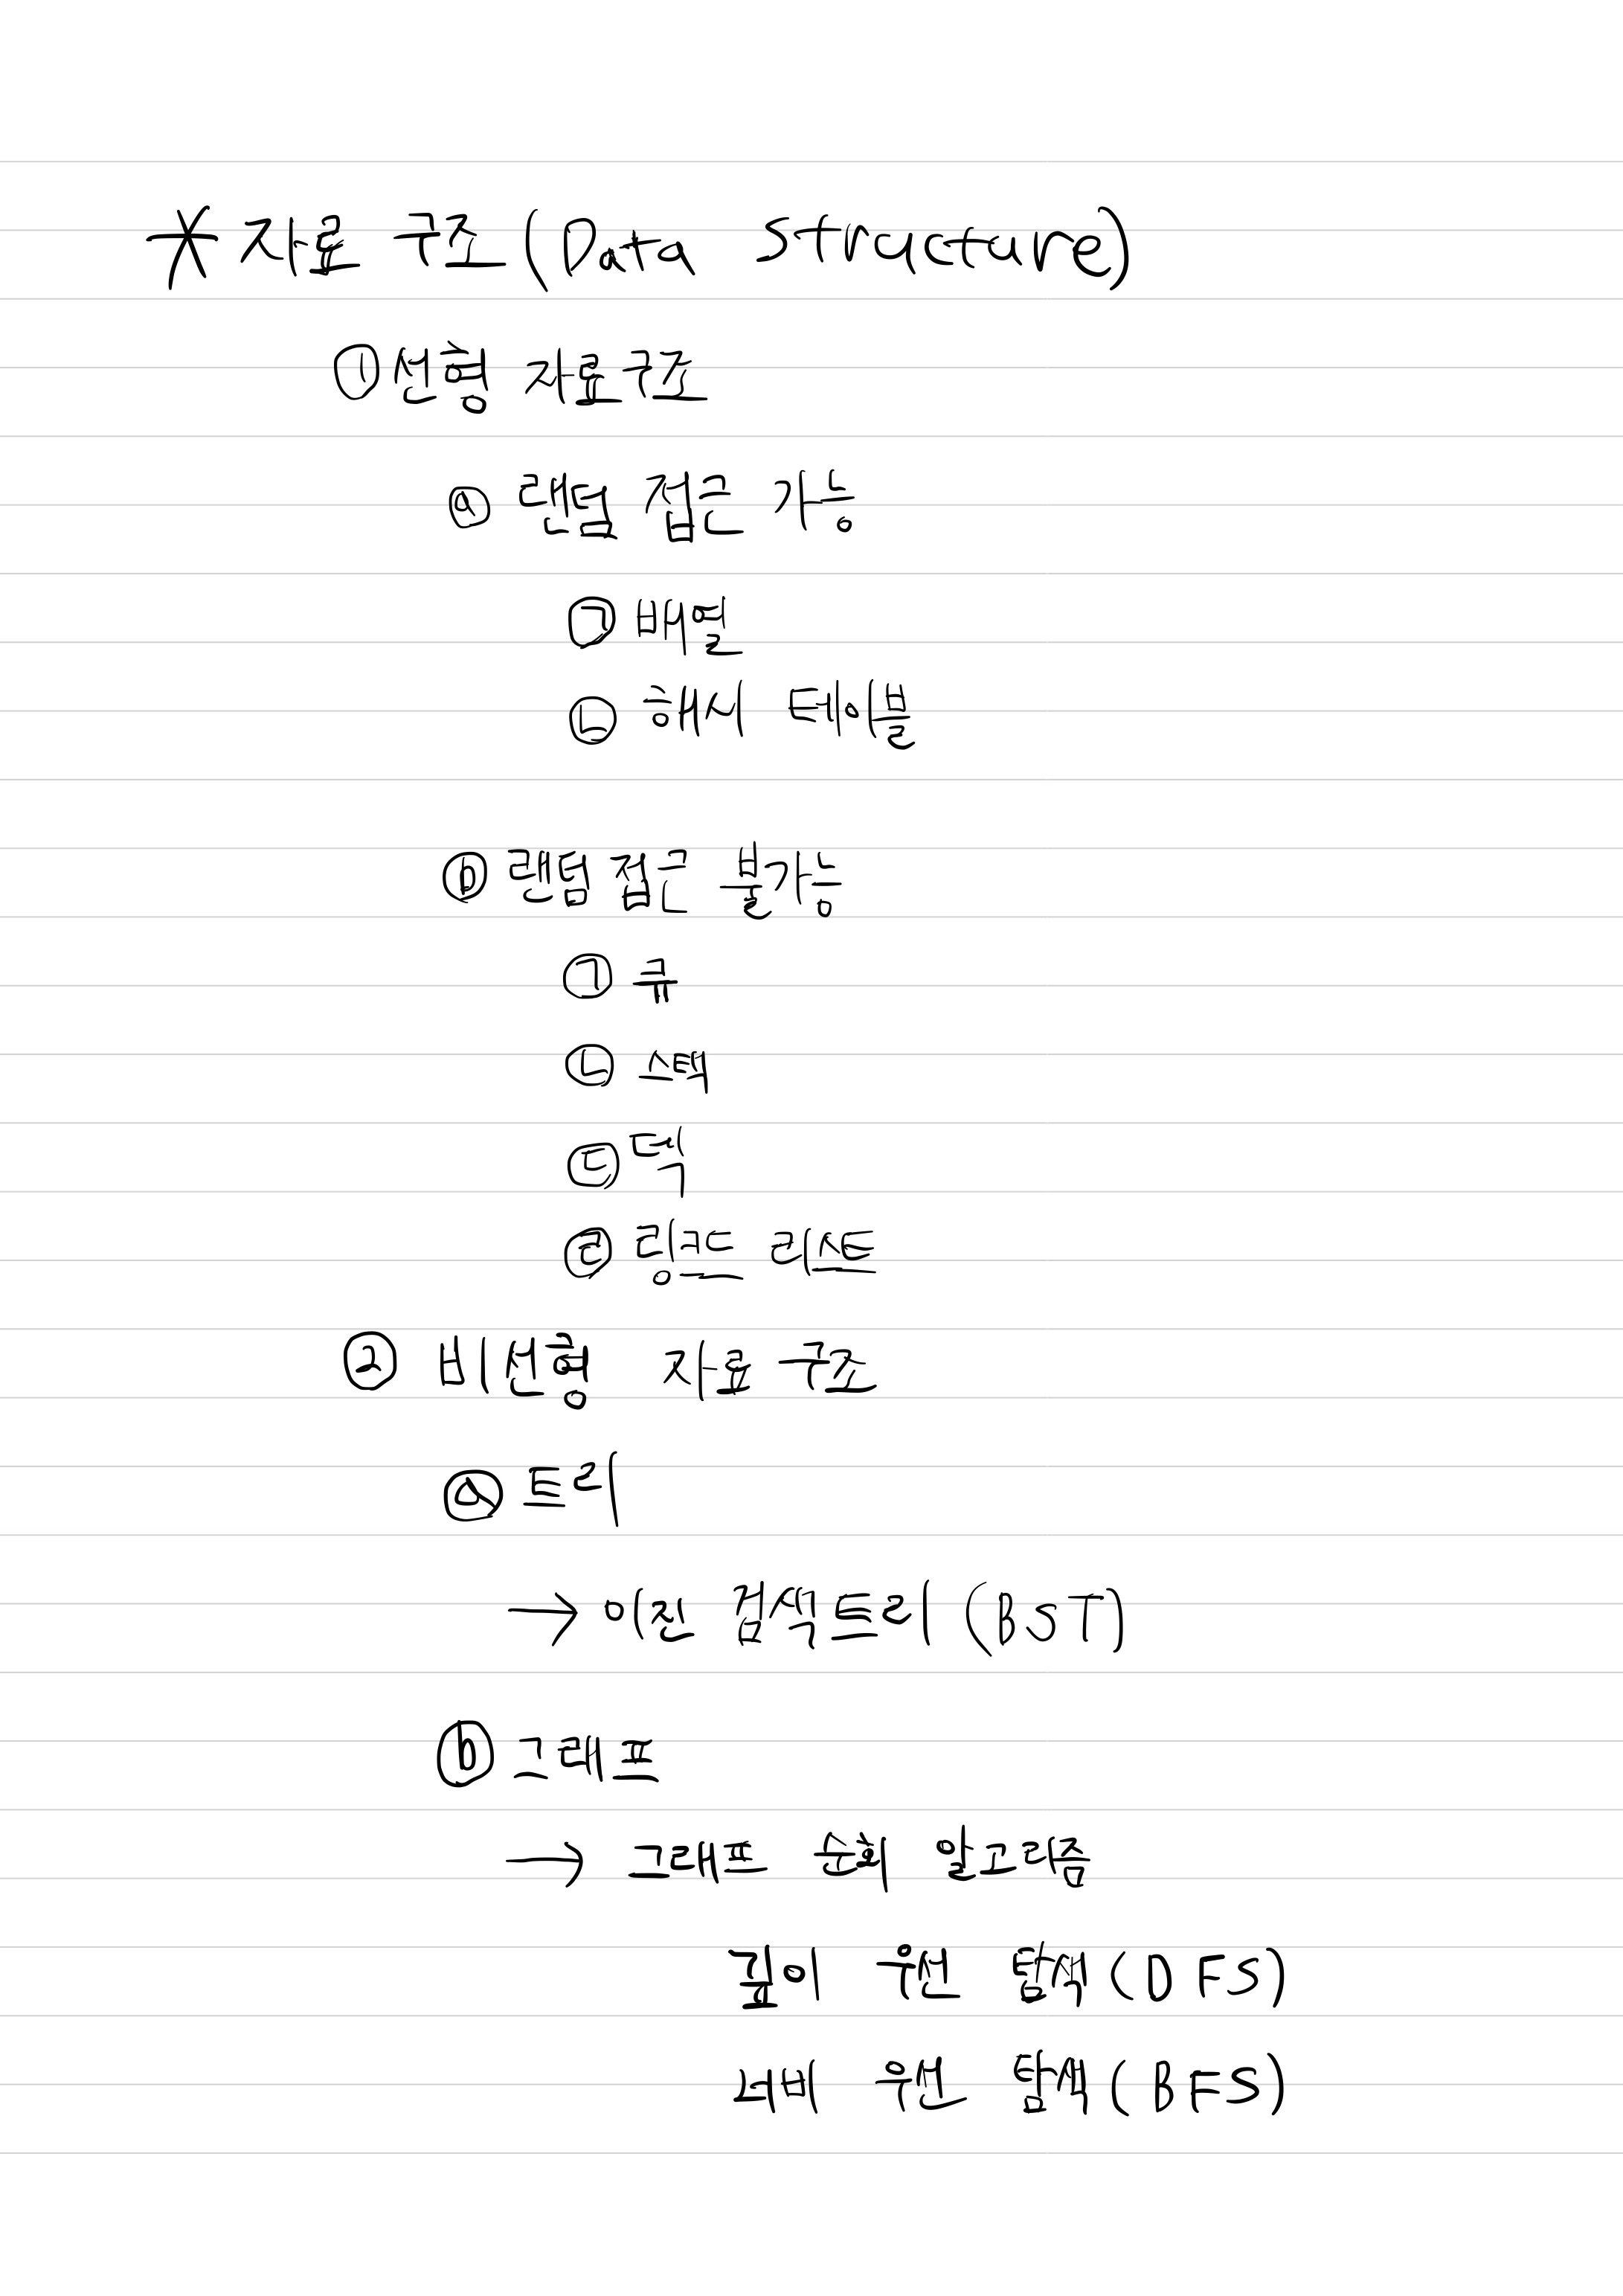 * 자료 구조(Data structure)
① 선형 자료구조
ⓐ 랜덤 접근 가능
㉠ 배열
㉡ 해시 테이블
ⓑ 랜덤 접근 불가능
㉠ 큐
㉡ 스택
㉢ 덱
㉣ 링크드 리스트
② 비선형 자료 구조
ⓐ 트리
→ 이진 검색트리 (BST)
ⓑ 그래프
→ 그래프 순회 알고리즘
깊이 우선 탐색(DFS)
너비 우선 탐색(BFS)